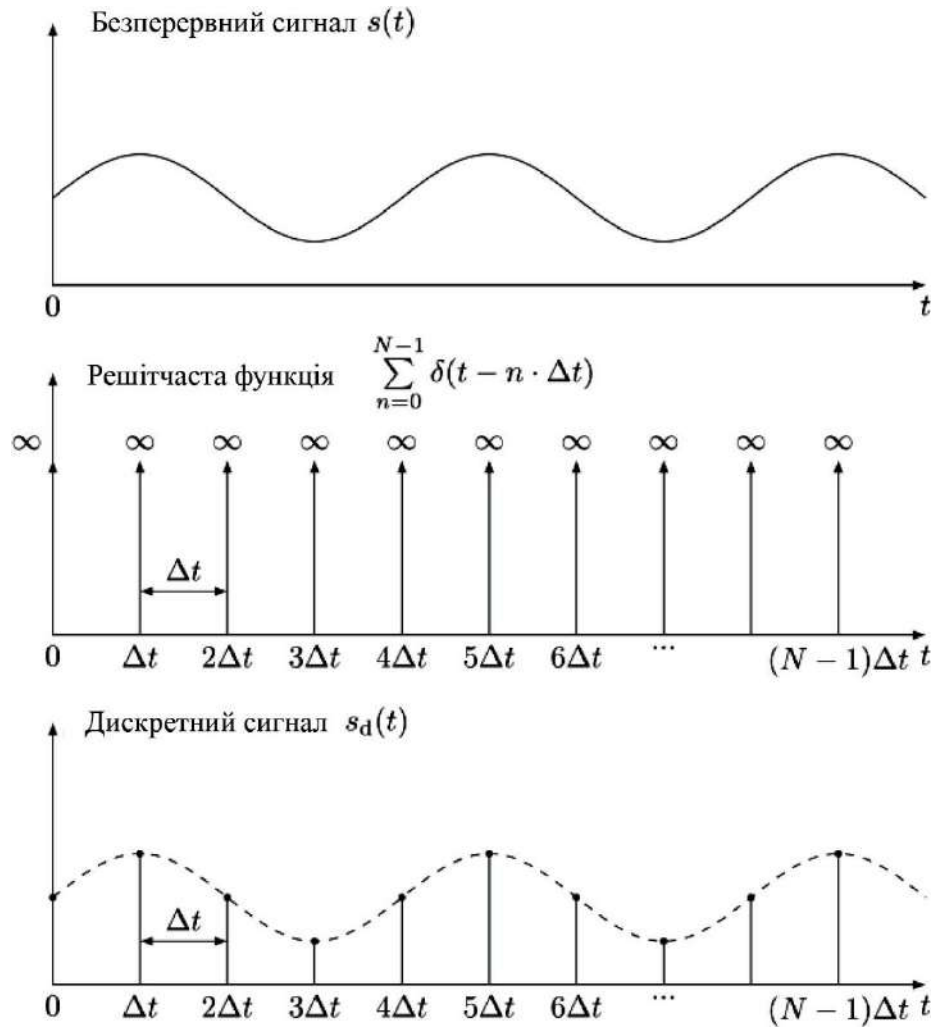 Безперервний сигнал s(t)
0 t
Решітчаста функція \sum_{n=0}^{N-1} δ(t − n · Δt)
∞ ∞ ∞ ∞ ∞ ∞ ∞ ∞ ∞ ∞
Δt
0 Δt 2Δt 3Δt 4Δt 5Δt 6Δt ... (N − 1)Δt t
Дискретний сигнал s_d(t)
Δt
0 Δt 2Δt 3Δt 4Δt 5Δt 6Δt ... (N − 1)Δt t